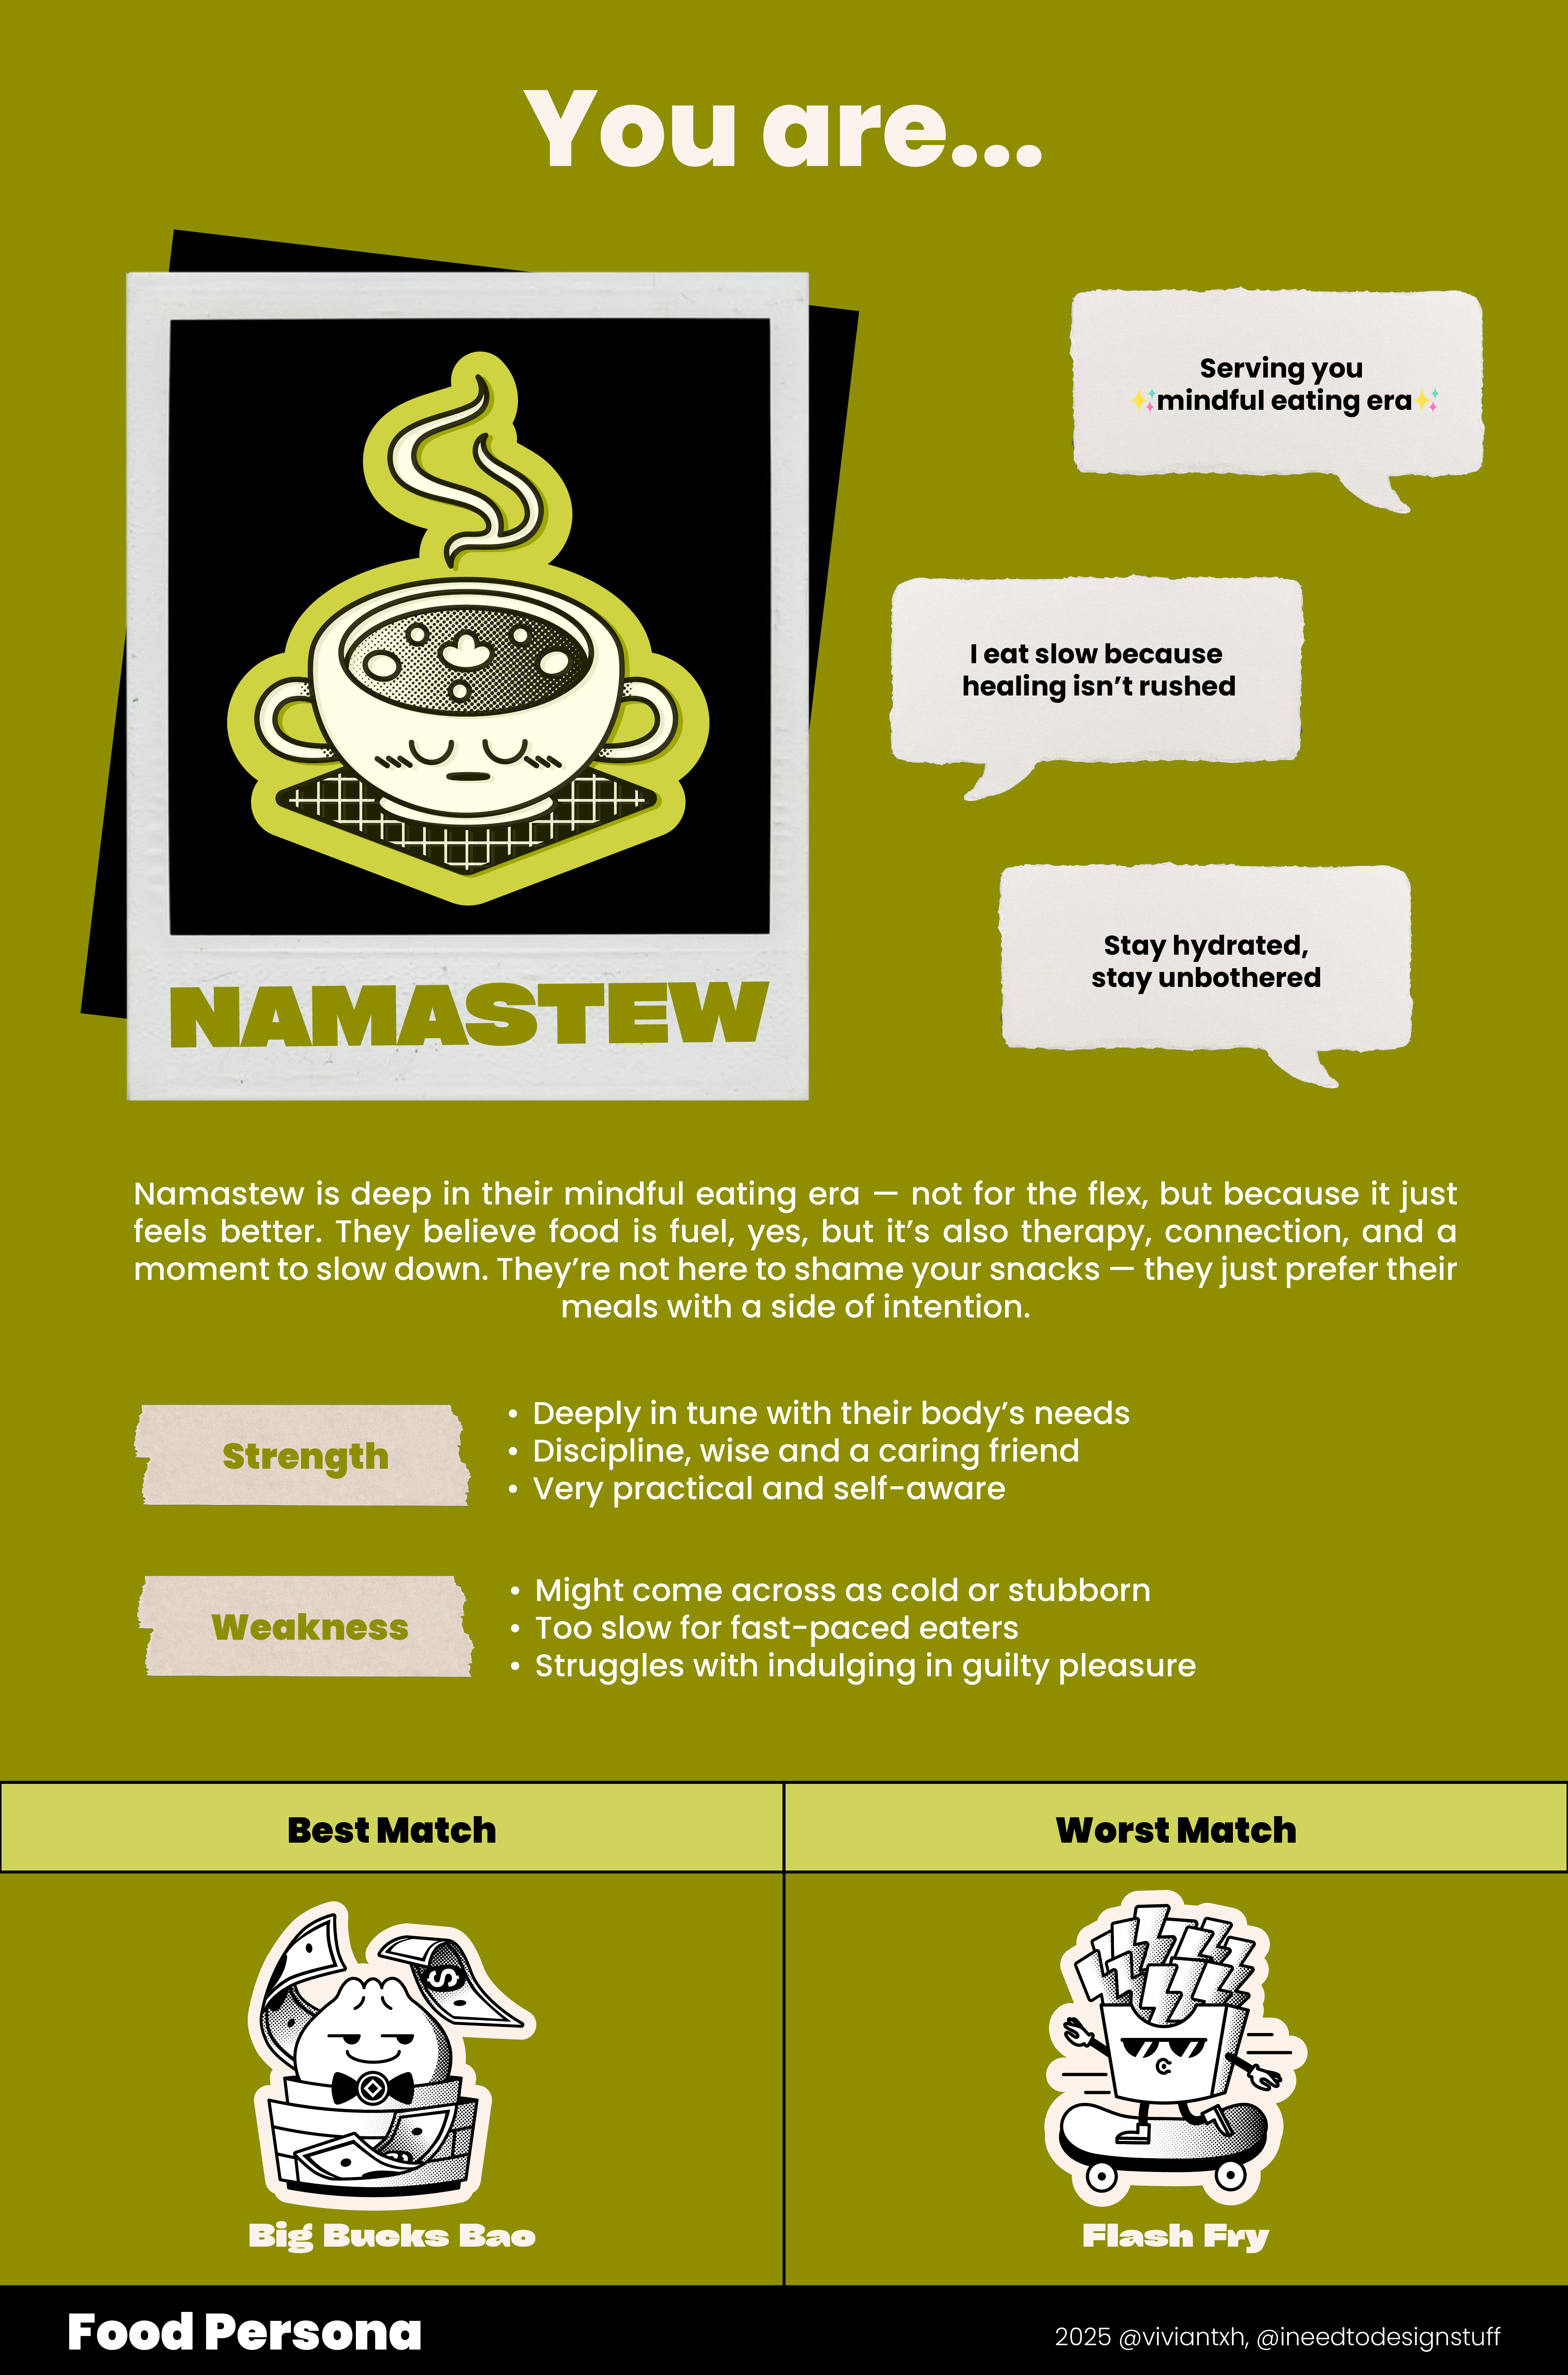 You are...
Serving you
✨mindful eating era✨
I eat slow because
healing isn't rushed
Stay hydrated,
stay unbothered
NAMASTEW
Namastew is deep in their mindful eating era — not for the flex, but because it just
feels better. They believe food is fuel, yes, but it's also therapy, connection, and a
moment to slow down. They're not here to shame your snacks — they just prefer their
meals with a side of intention.
Strength
• Deeply in tune with their body's needs
• Discipline, wise and a caring friend
• Very practical and self-aware
Weakness
• Might come across as cold or stubborn
• Too slow for fast-paced eaters
• Struggles with indulging in guilty pleasure
Best Match
Worst Match
$
Big Bucks Bao
Flash Fry
Food Persona
2025 @viviantxh, @ineedtodesignstuff